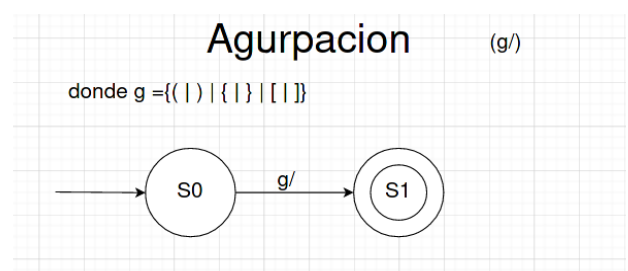 Agurpacion (g/)
donde g ={( | ) | { | } | [ | ]}
S0 g/ S1